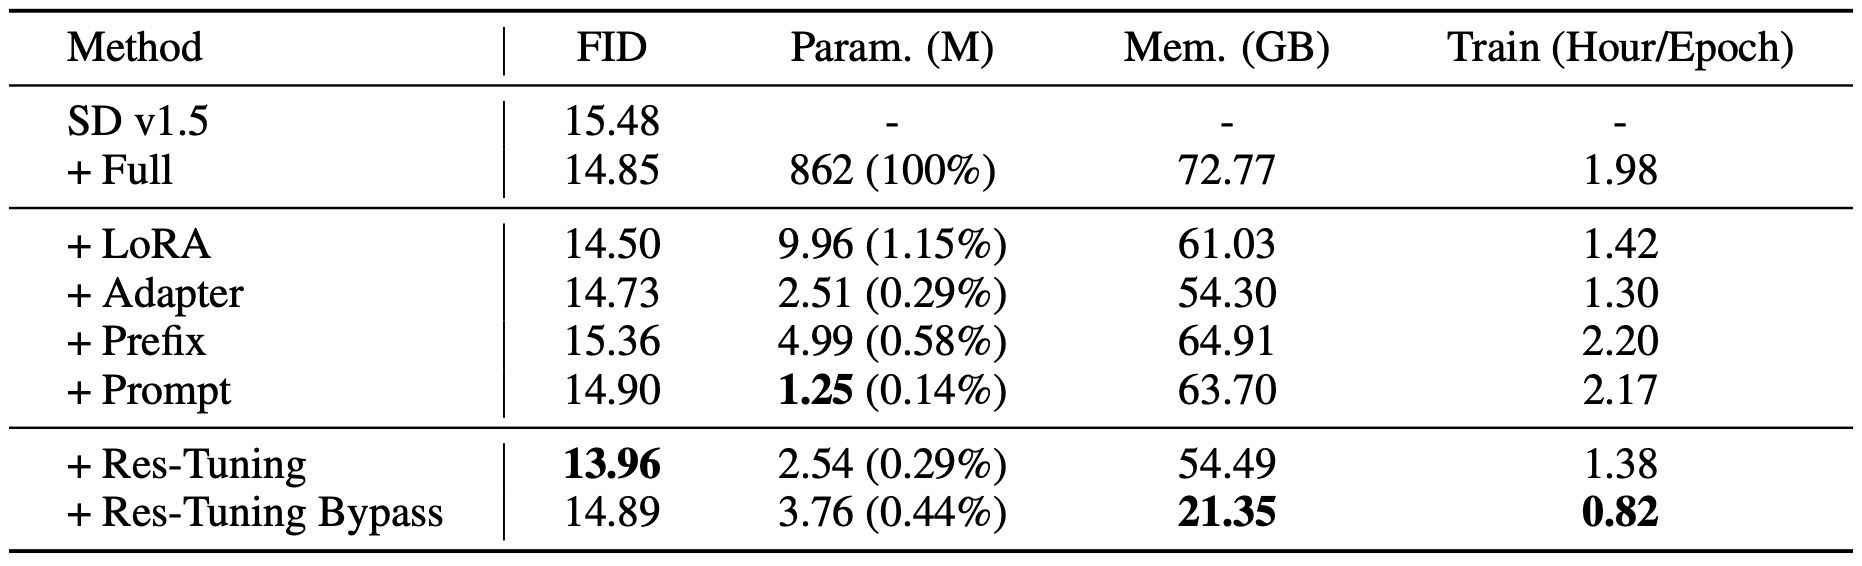 Method FID Param. (M) Mem. (GB) Train (Hour/Epoch)
SD v1.5 15.48 - - -
+ Full 14.85 862 (100%) 72.77 1.98
+ LoRA 14.50 9.96 (1.15%) 61.03 1.42
+ Adapter 14.73 2.51 (0.29%) 54.30 1.30
+ Prefix 15.36 4.99 (0.58%) 64.91 2.20
+ Prompt 14.90 1.25 (0.14%) 63.70 2.17
+ Res-Tuning 13.96 2.54 (0.29%) 54.49 1.38
+ Res-Tuning Bypass 14.89 3.76 (0.44%) 21.35 0.82